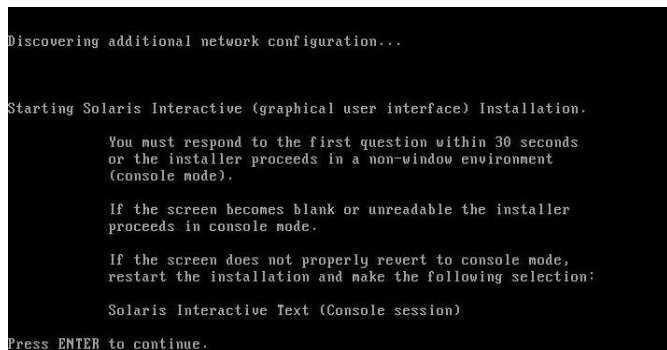 Discovering additional network configuration...
Starting Solaris Interactive (graphical user interface) Installation.
You must respond to the first question within 30 seconds
or the installer proceeds in a non-window environment
(console mode).
If the screen becomes blank or unreadable the installer
proceeds in console mode.
If the screen does not properly revert to console mode,
restart the installation and make the following selection:
Solaris Interactive Text (Console session)
Press ENTER to continue.